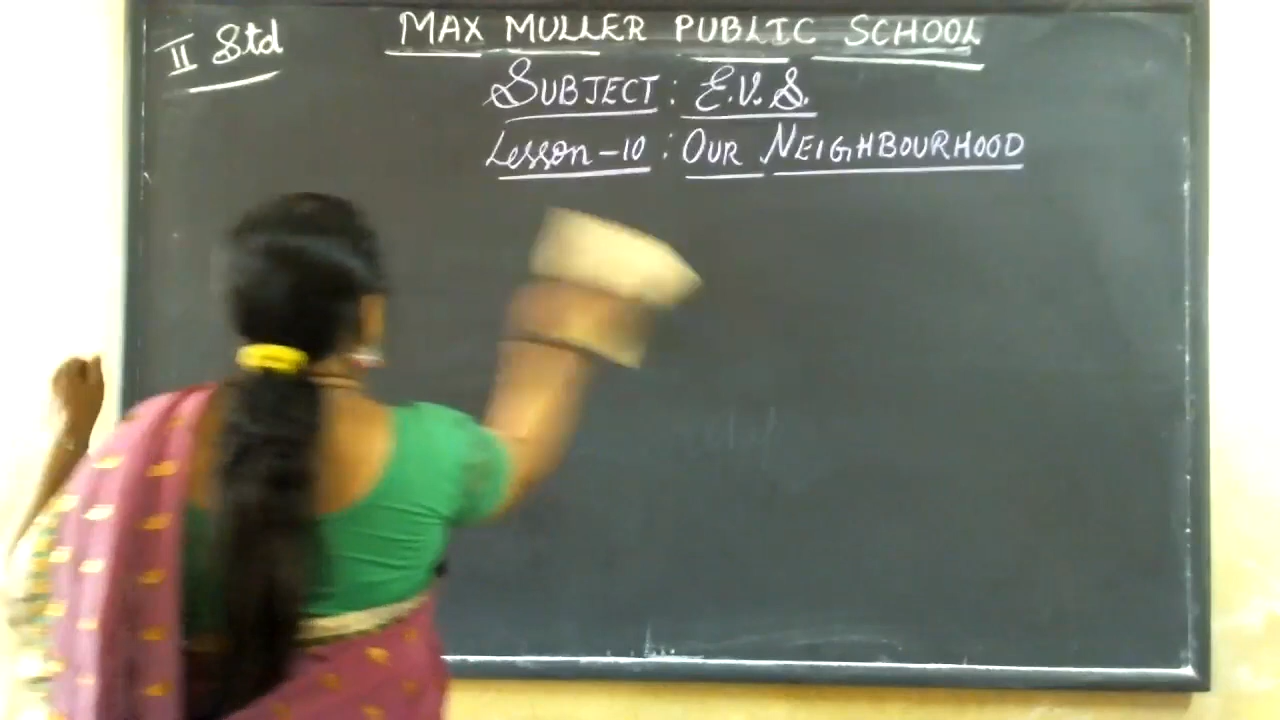 II Std
MAX MULLER PUBLIC SCHOOL
SUBJECT : E.V.S.
Lesson-10 : OUR NEIGHBOURHOOD